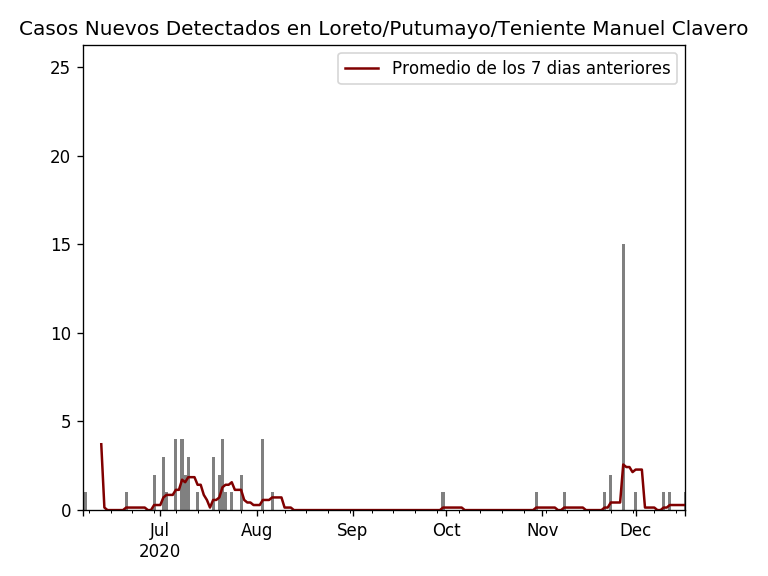 Casos Nuevos Detectados en Loreto/Putumayo/Teniente Manuel Clavero
Promedio de los 7 dias anteriores
25
20
15
10
5
0
Jul Aug Sep Oct Nov Dec
2020